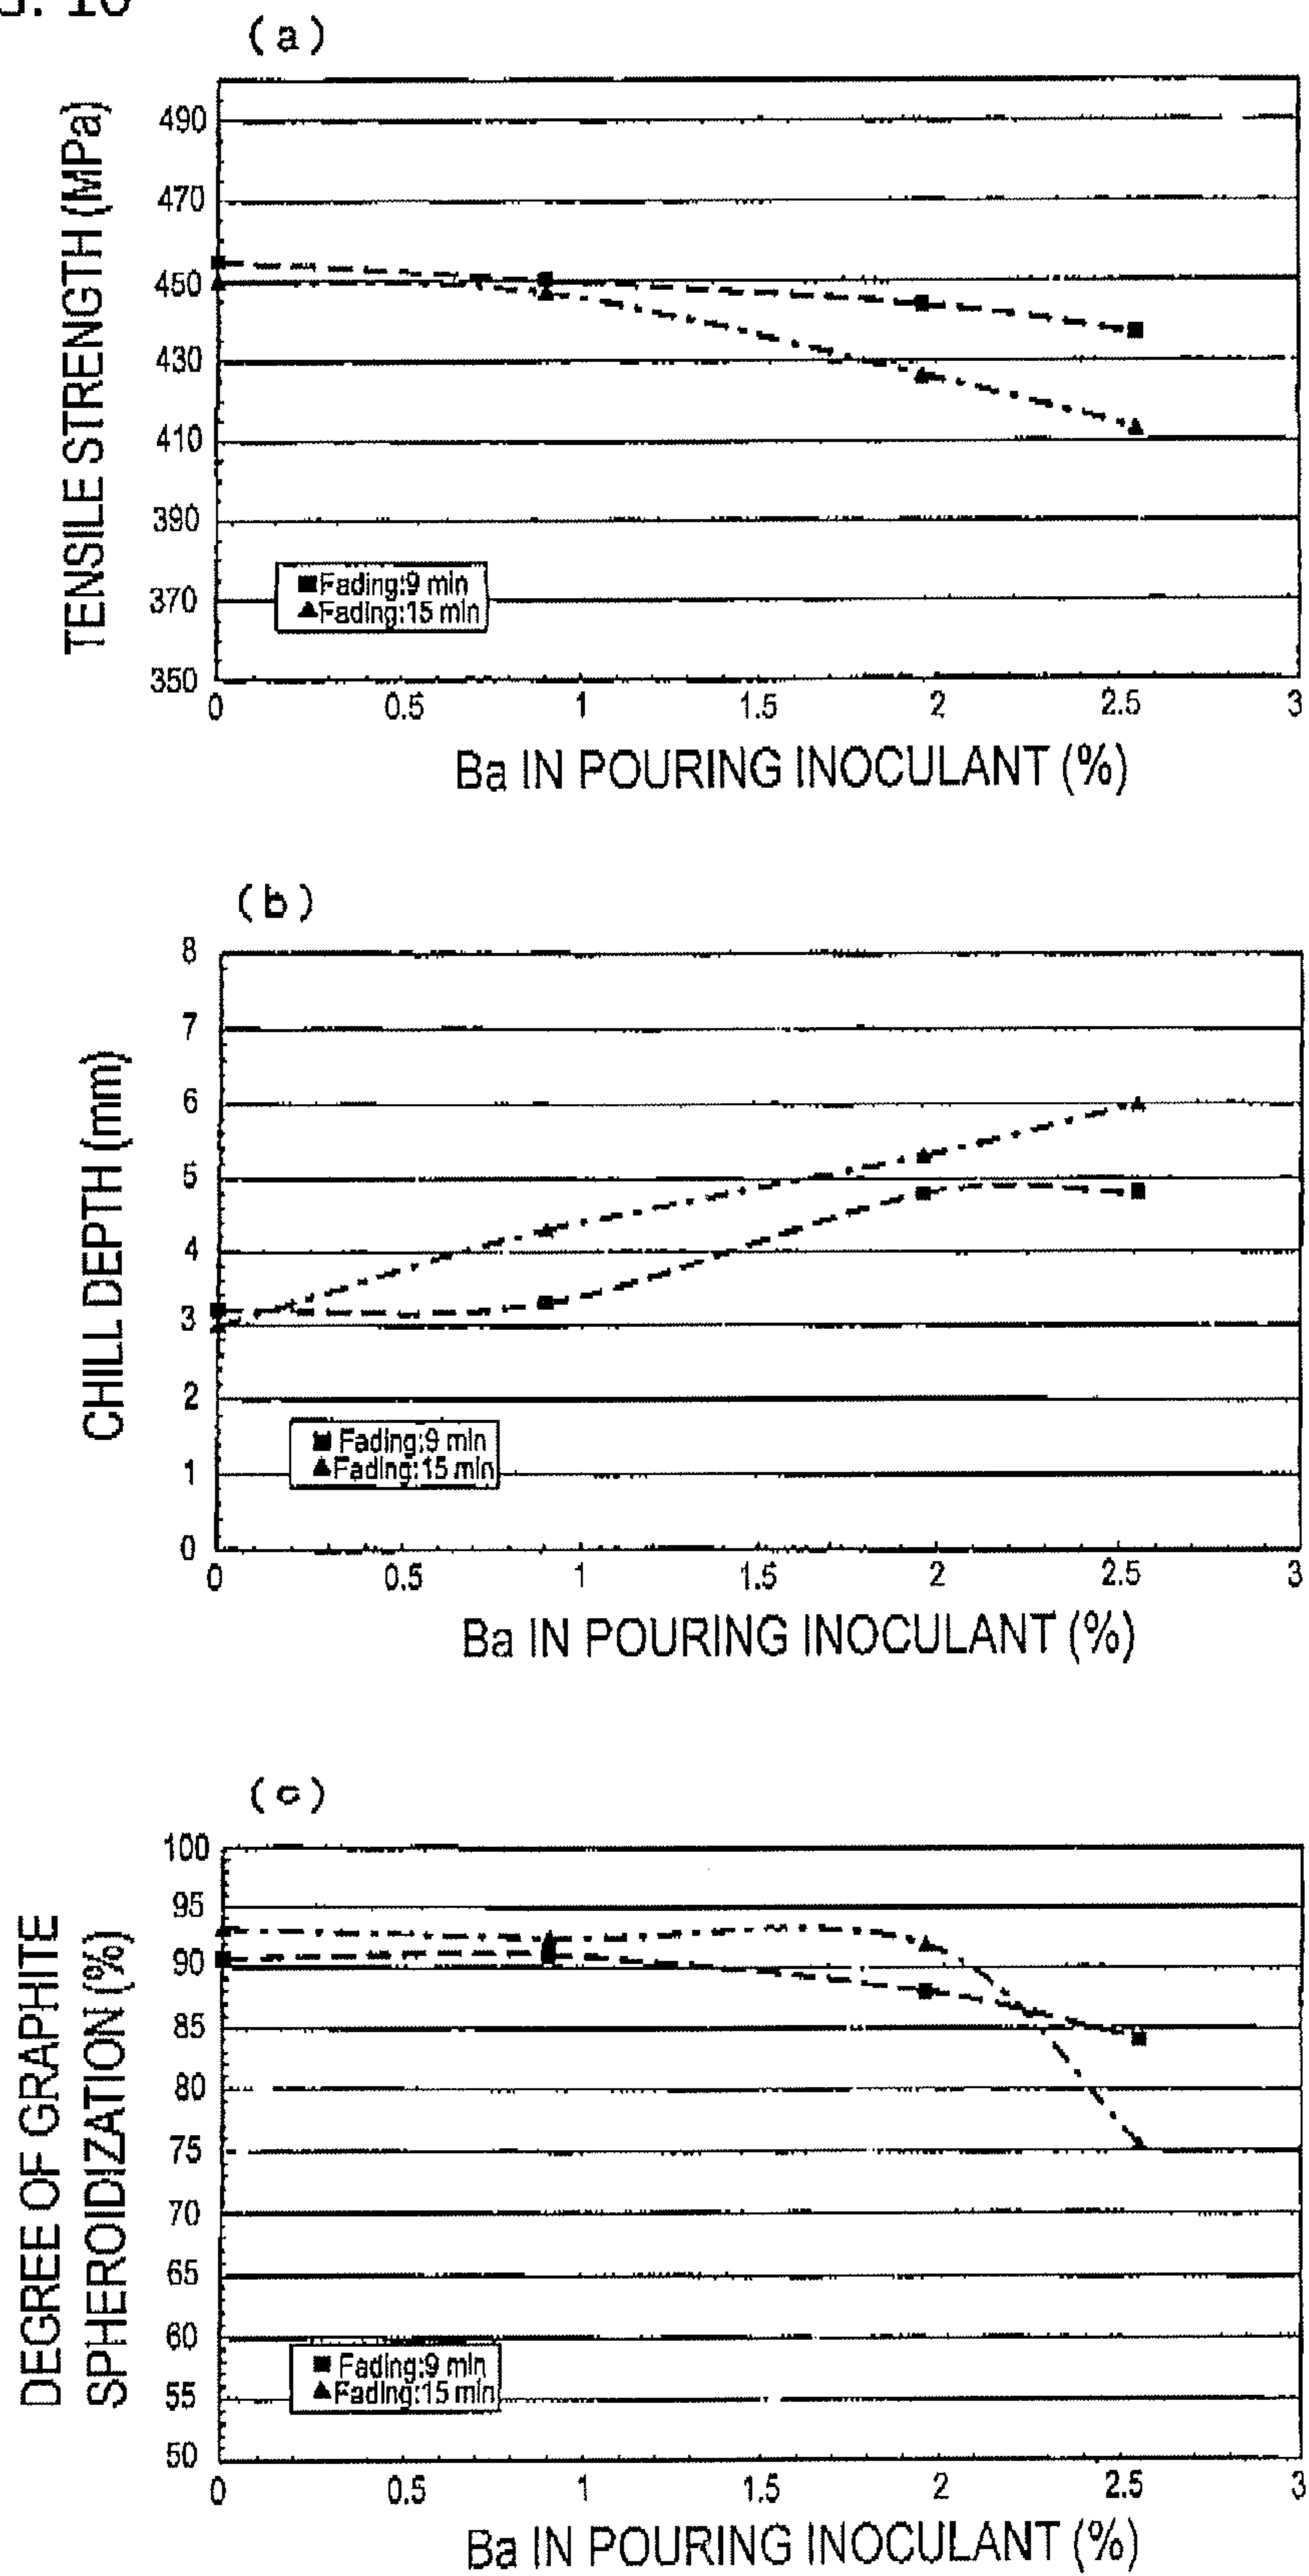 (a)
TENSILE STRENGTH (MPa)
490
470
450
430
410
390
370
350
Fading:9 min
Fading:15 min
0 0.5 1 1.5 2 2.5 3
Ba IN POURING INOCULANT (%)
(b)
CHILL DEPTH (mm)
8
7
6
5
4
3
2
1
0
Fading:9 min
Fading:15 min
0 0.5 1 1.5 2 2.5 3
Ba IN POURING INOCULANT (%)
(c)
DEGREE OF GRAPHITE
SPHEROIDIZATION (%)
100
95
90
85
80
75
70
65
60
55
50
Fading:9 min
Fading:15 min
0 0.5 1 1.5 2 2.5 3
Ba IN POURING INOCULANT (%)